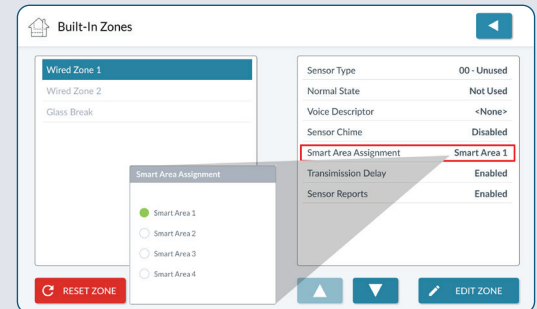 Built-In Zones
Wired Zone 1
Wired Zone 2
Glass Break
Sensor Type 00 - Unused
Normal State Not Used
Voice Descriptor <None>
Sensor Chime Disabled
Smart Area Assignment Smart Area 1
Transimission Delay Enabled
Sensor Reports Enabled
Smart Area Assignment
Smart Area 1
Smart Area 2
Smart Area 3
Smart Area 4
RESET ZONE
EDIT ZONE